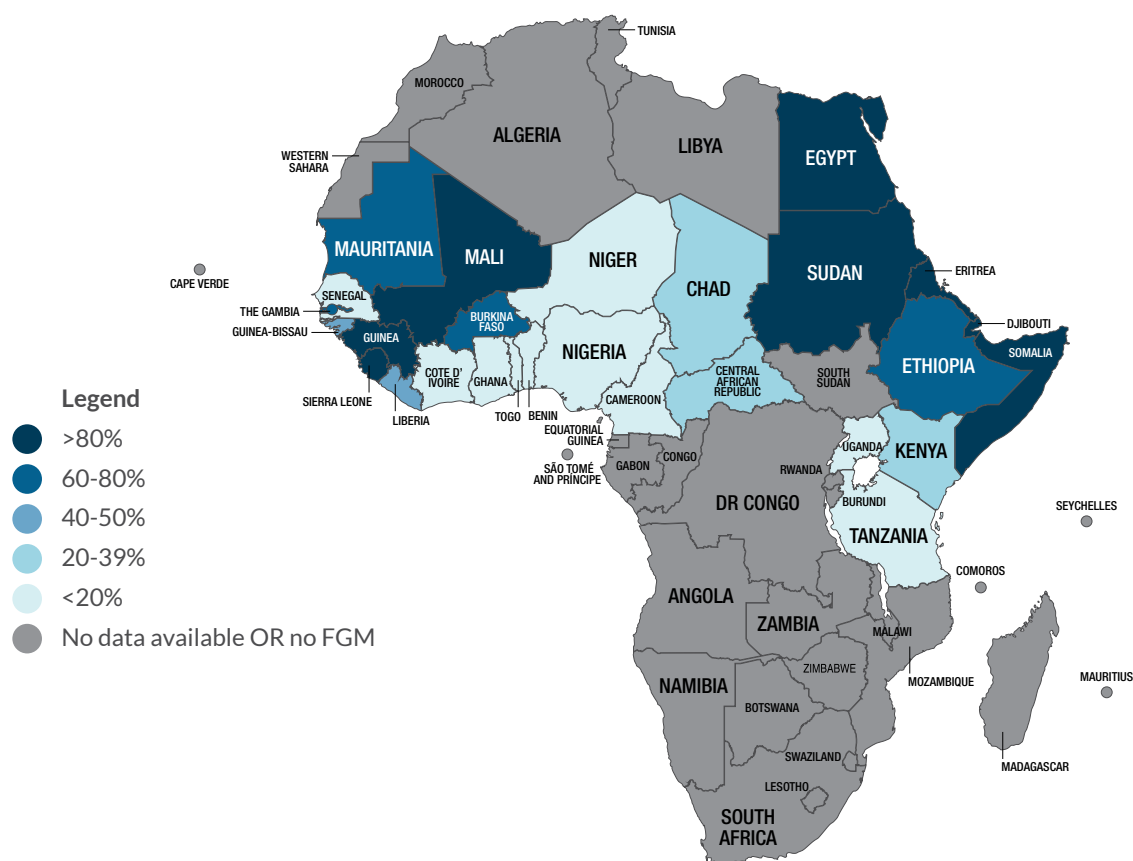 TUNISIA
MOROCCO
ALGERIA
LIBYA
EGYPT
WESTERN
SAHARA
MAURITANIA
MALI
NIGER
CHAD
SUDAN
ERITREA
CAPE VERDE
SENEGAL
THE GAMBIA
GUINEA-BISSAU
GUINEA
BURKINA
FASO
DJIBOUTI
SOMALIA
NIGERIA
ETHIOPIA
COTE D'
IVOIRE
GHANA
CENTRAL
AFRICAN
REPUBLIC
SOUTH
SUDAN
SIERRA LEONE
LIBERIA
TOGO
BENIN
CAMEROON
EQUATORIAL
GUINEA
UGANDA
KENYA
SÃO TOMÉ
AND PRÍNCIPE
GABON
CONGO
RWANDA
DR CONGO
BURUNDI
SEYCHELLES
TANZANIA
COMOROS
ANGOLA
ZAMBIA
MALAWI
ZIMBABWE
MOZAMBIQUE
MAURITIUS
NAMIBIA
BOTSWANA
SWAZILAND
MADAGASCAR
LESOTHO
SOUTH
AFRICA
Legend
>80%
60-80%
40-50%
20-39%
<20%
No data available OR no FGM